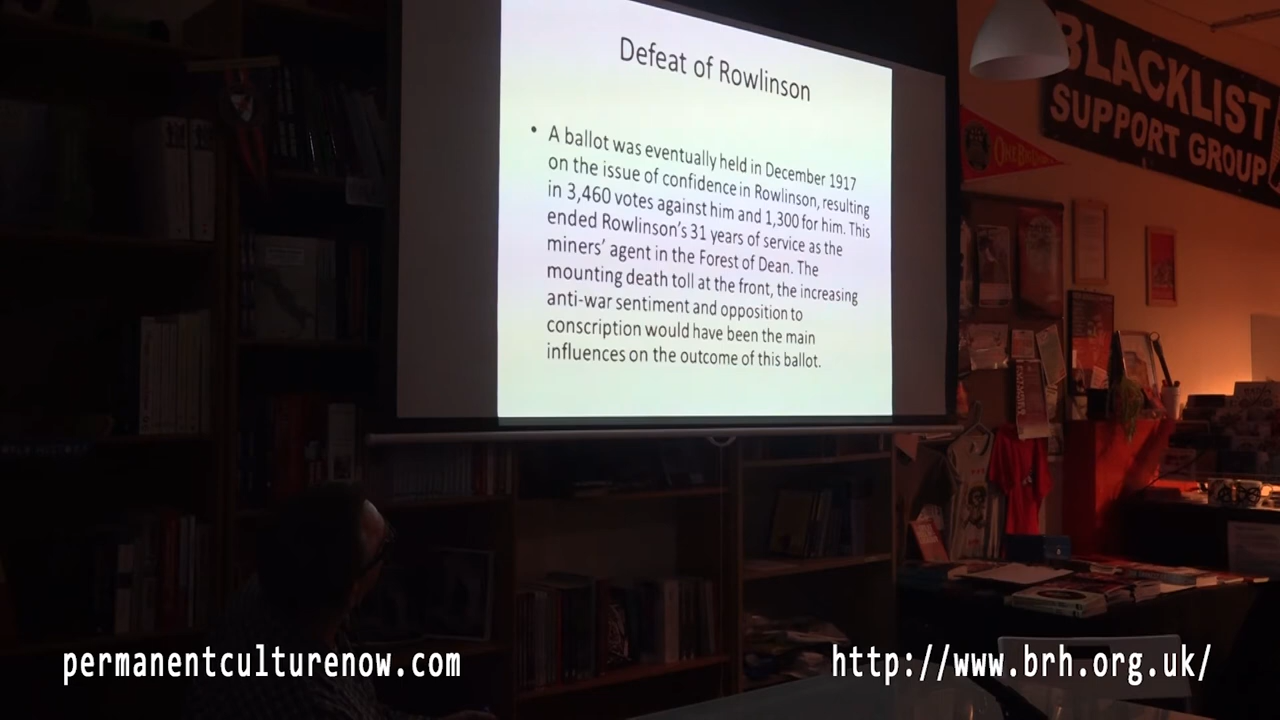 Defeat of Rowlinson
• A ballot was eventually held in December 1917
on the issue of confidence in Rowlinson, resulting
in 3,460 votes against him and 1,300 for him. This
ended Rowlinson's 31 years of service as the
miners' agent in the Forest of Dean. The
mounting death toll at the front, the increasing
anti-war sentiment and opposition to
conscription would have been the main
influences on the outcome of this ballot.
BLACKLIST
SUPPORT GROUP
permanentculturenow.com
http://www.brh.org.uk/